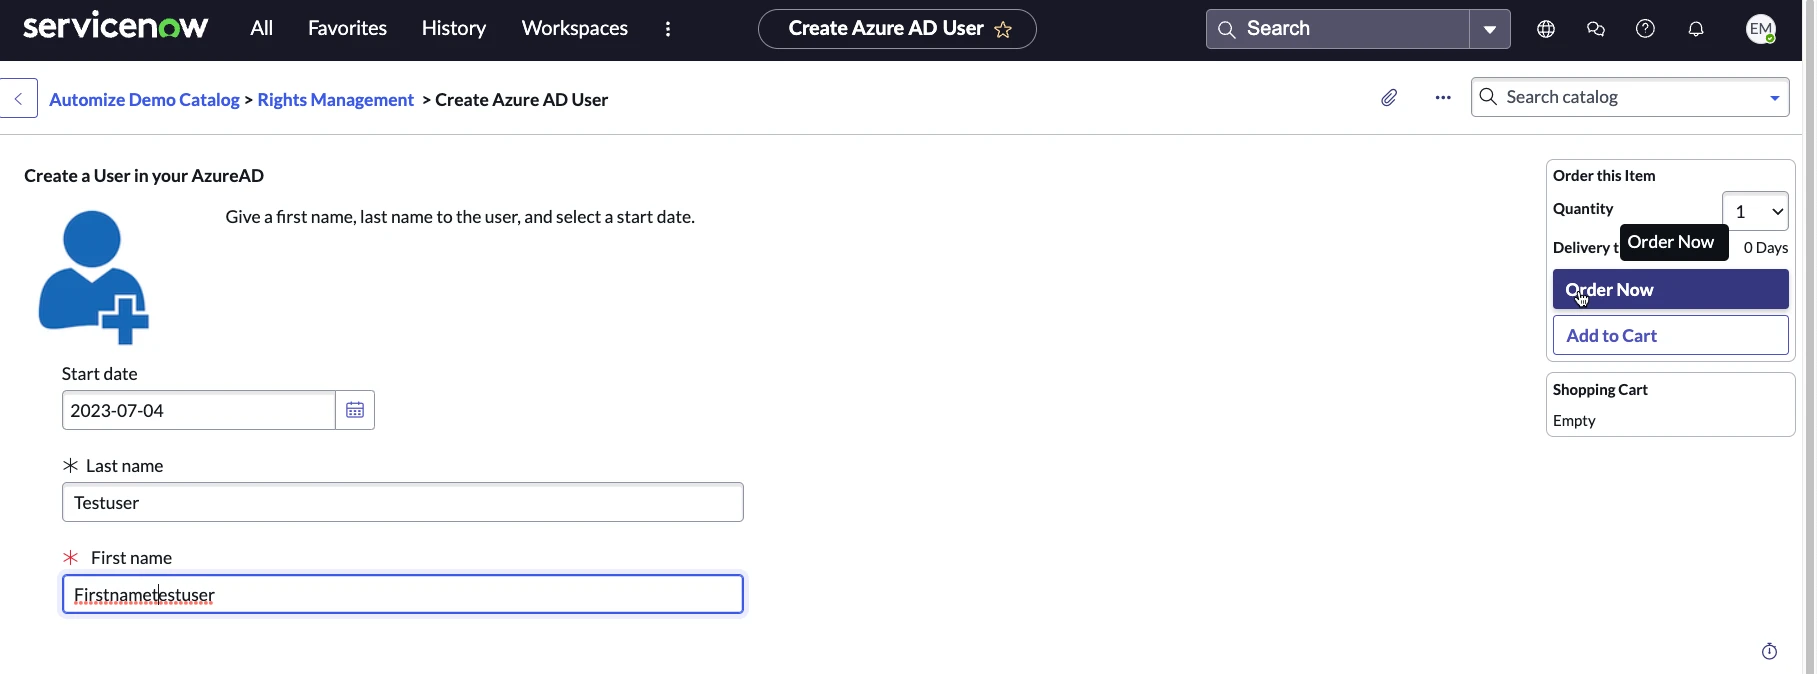 servicenow All Favorites History Workspaces Create Azure AD User Search EM
Automize Demo Catalog > Rights Management > Create Azure AD User Search catalog
Create a User in your AzureAD
Give a first name, last name to the user, and select a start date.
Start date
2023-07-04
* Last name
Testuser
* First name
Firstnametestuser
Order this Item
Quantity 1
Delivery t 0 Days
Order Now
Order Now
Add to Cart
Shopping Cart
Empty